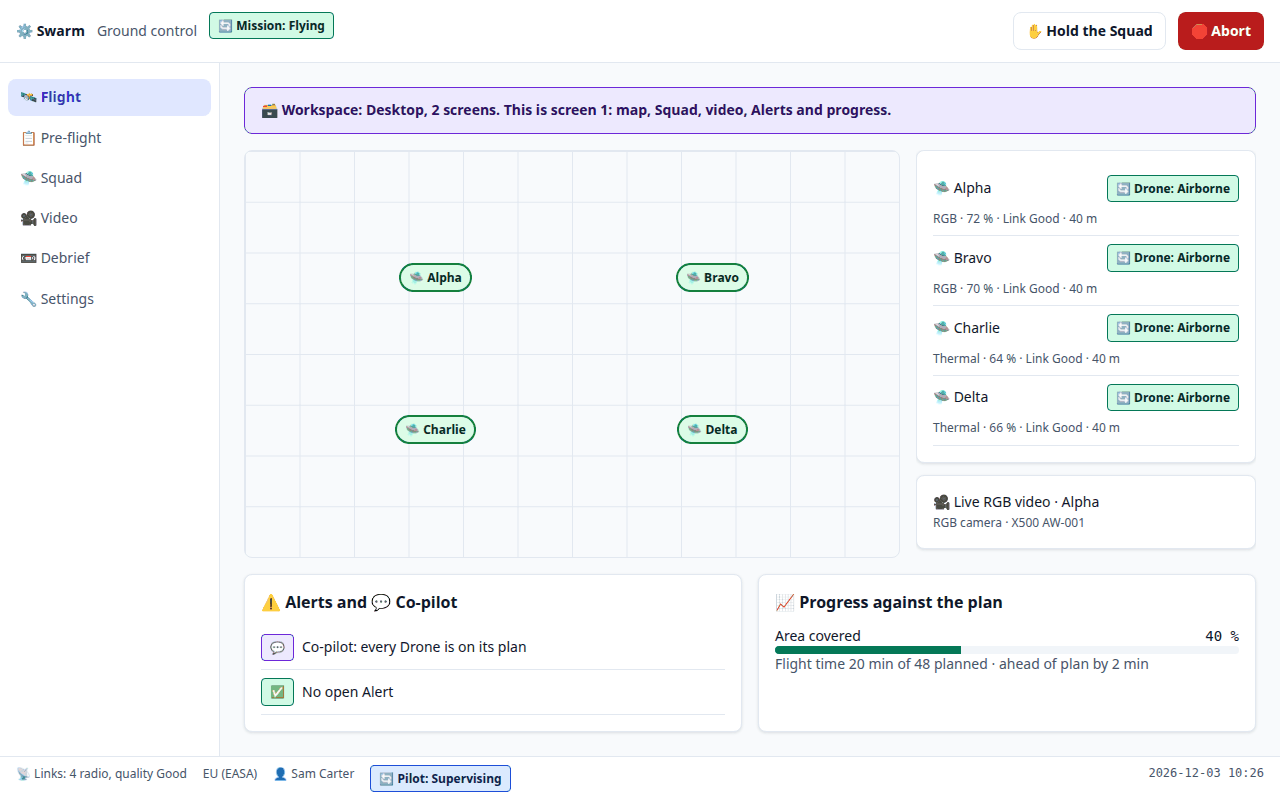 Swarm Ground control Mission: Flying
Hold the Squad
Abort
Flight
Pre-flight
Squad
Video
Debrief
Settings
Workspace: Desktop, 2 screens. This is screen 1: map, Squad, video, Alerts and progress.
Alpha
Bravo
Charlie
Delta
Alpha Drone: Airborne
RGB · 72 % · Link Good · 40 m
Bravo Drone: Airborne
RGB · 70 % · Link Good · 40 m
Charlie Drone: Airborne
Thermal · 64 % · Link Good · 40 m
Delta Drone: Airborne
Thermal · 66 % · Link Good · 40 m
Live RGB video · Alpha
RGB camera · X500 AW-001
Alerts and Co-pilot
Co-pilot: every Drone is on its plan
No open Alert
Progress against the plan
Area covered 40 %
Flight time 20 min of 48 planned · ahead of plan by 2 min
Links: 4 radio, quality Good EU (EASA) Sam Carter Pilot: Supervising 2026-12-03 10:26